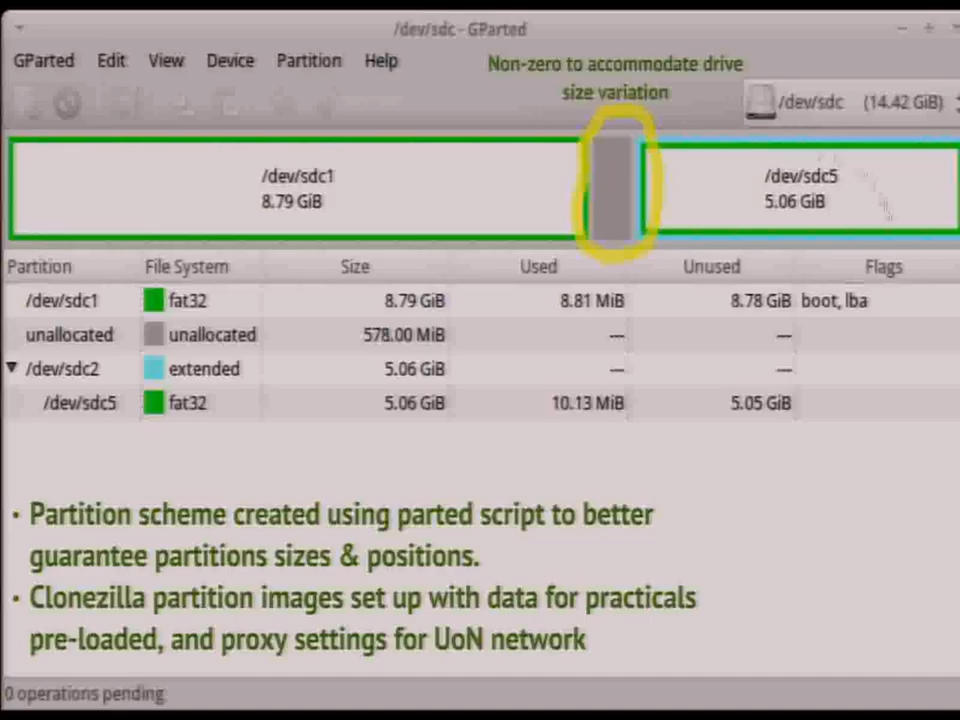 /dev/sdc - GParted
GParted Edit View Device Partition Help
Non-zero to accommodate drive
size variation
/dev/sdc (14.42 GiB)
/dev/sdc1
8.79 GiB
/dev/sdc5
5.06 GiB
Partition File System Size Used Unused Flags
/dev/sdc1 fat32 8.79 GiB 8.81 MiB 8.78 GiB boot, lba
unallocated unallocated 578.00 MiB --- ---
/dev/sdc2 extended 5.06 GiB --- ---
/dev/sdc5 fat32 5.06 GiB 10.13 MiB 5.05 GiB
· Partition scheme created using parted script to better
guarantee partitions sizes & positions.
· Clonezilla partition images set up with data for practicals
pre-loaded, and proxy settings for UoN network
0 operations pending